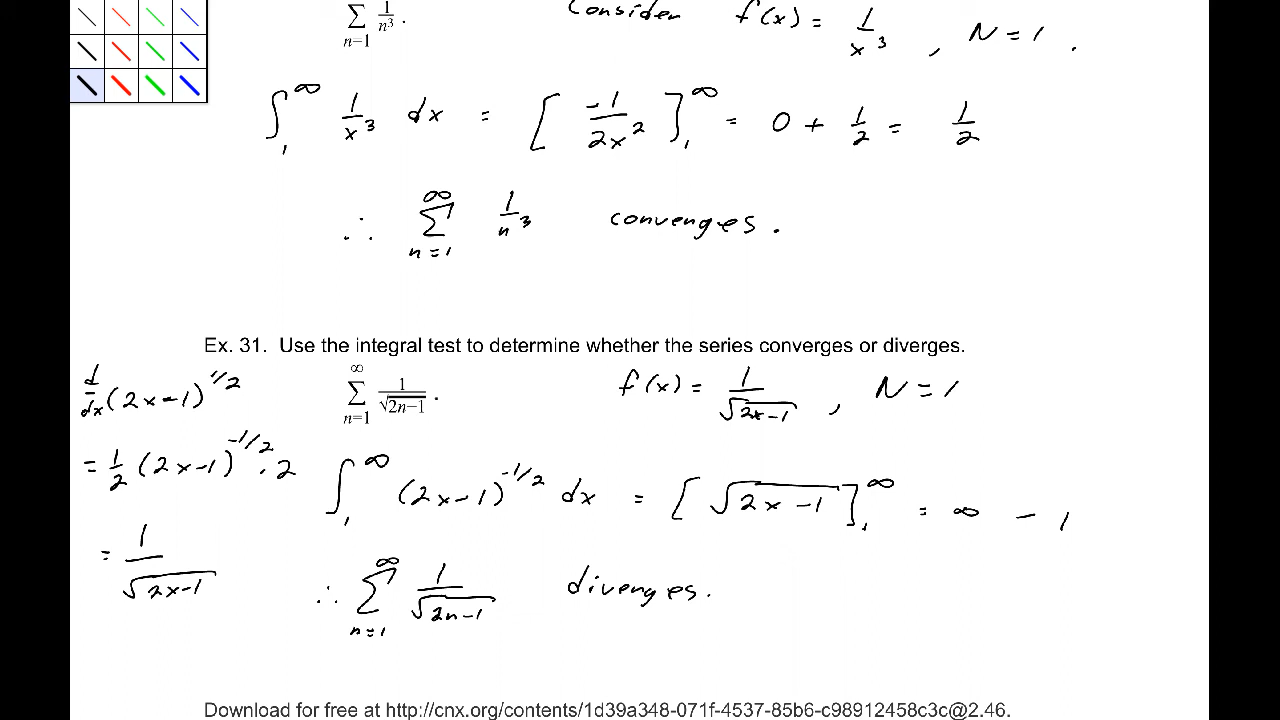 ∑_{n=1} 1/n³ . Consider f(x) = 1/x³ , N = 1 .
∫₁^∞ 1/x³ dx = [ -1/2x² ]₁^∞ = 0 + 1/2 = 1/2
∴ ∑_{n=1}^∞ 1/n³ converges .
Ex. 31. Use the integral test to determine whether the series converges or diverges.
d/dx (2x-1)^{1/2} ∑_{n=1}^∞ 1/√(2n−1) . f(x) = 1/√(2x-1) , N = 1
= 1/2 (2x-1)^{-1/2} · 2 ∫₁^∞ (2x-1)^{-1/2} dx = [ √(2x-1) ]₁^∞ = ∞ - 1
= 1/√(2x-1) ∴ ∑_{n=1}^∞ 1/√(2n-1) diverges .
Download for free at http://cnx.org/contents/1d39a348-071f-4537-85b6-c98912458c3c@2.46.